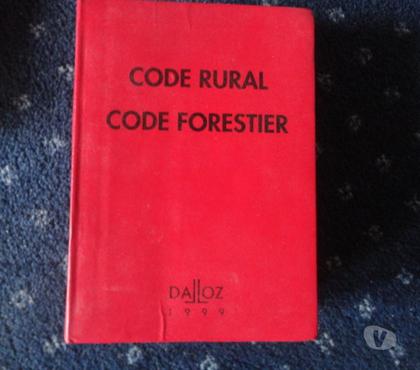 CODE RURAL
CODE FORESTIER
DALLOZ
1999
V